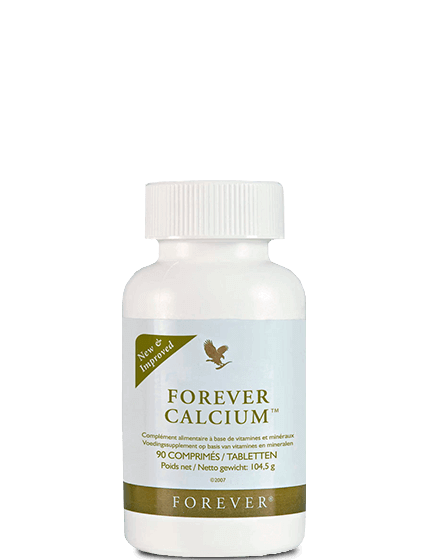 New &
Improved
FOREVER
CALCIUM™
Complément alimentaire à base de vitamines et minéraux
Voedingssupplement op basis van vitaminen en mineralen
90 COMPRIMÉS / TABLETTEN
Poids net / Netto gewicht: 104,5 g
©2007
FOREVER®